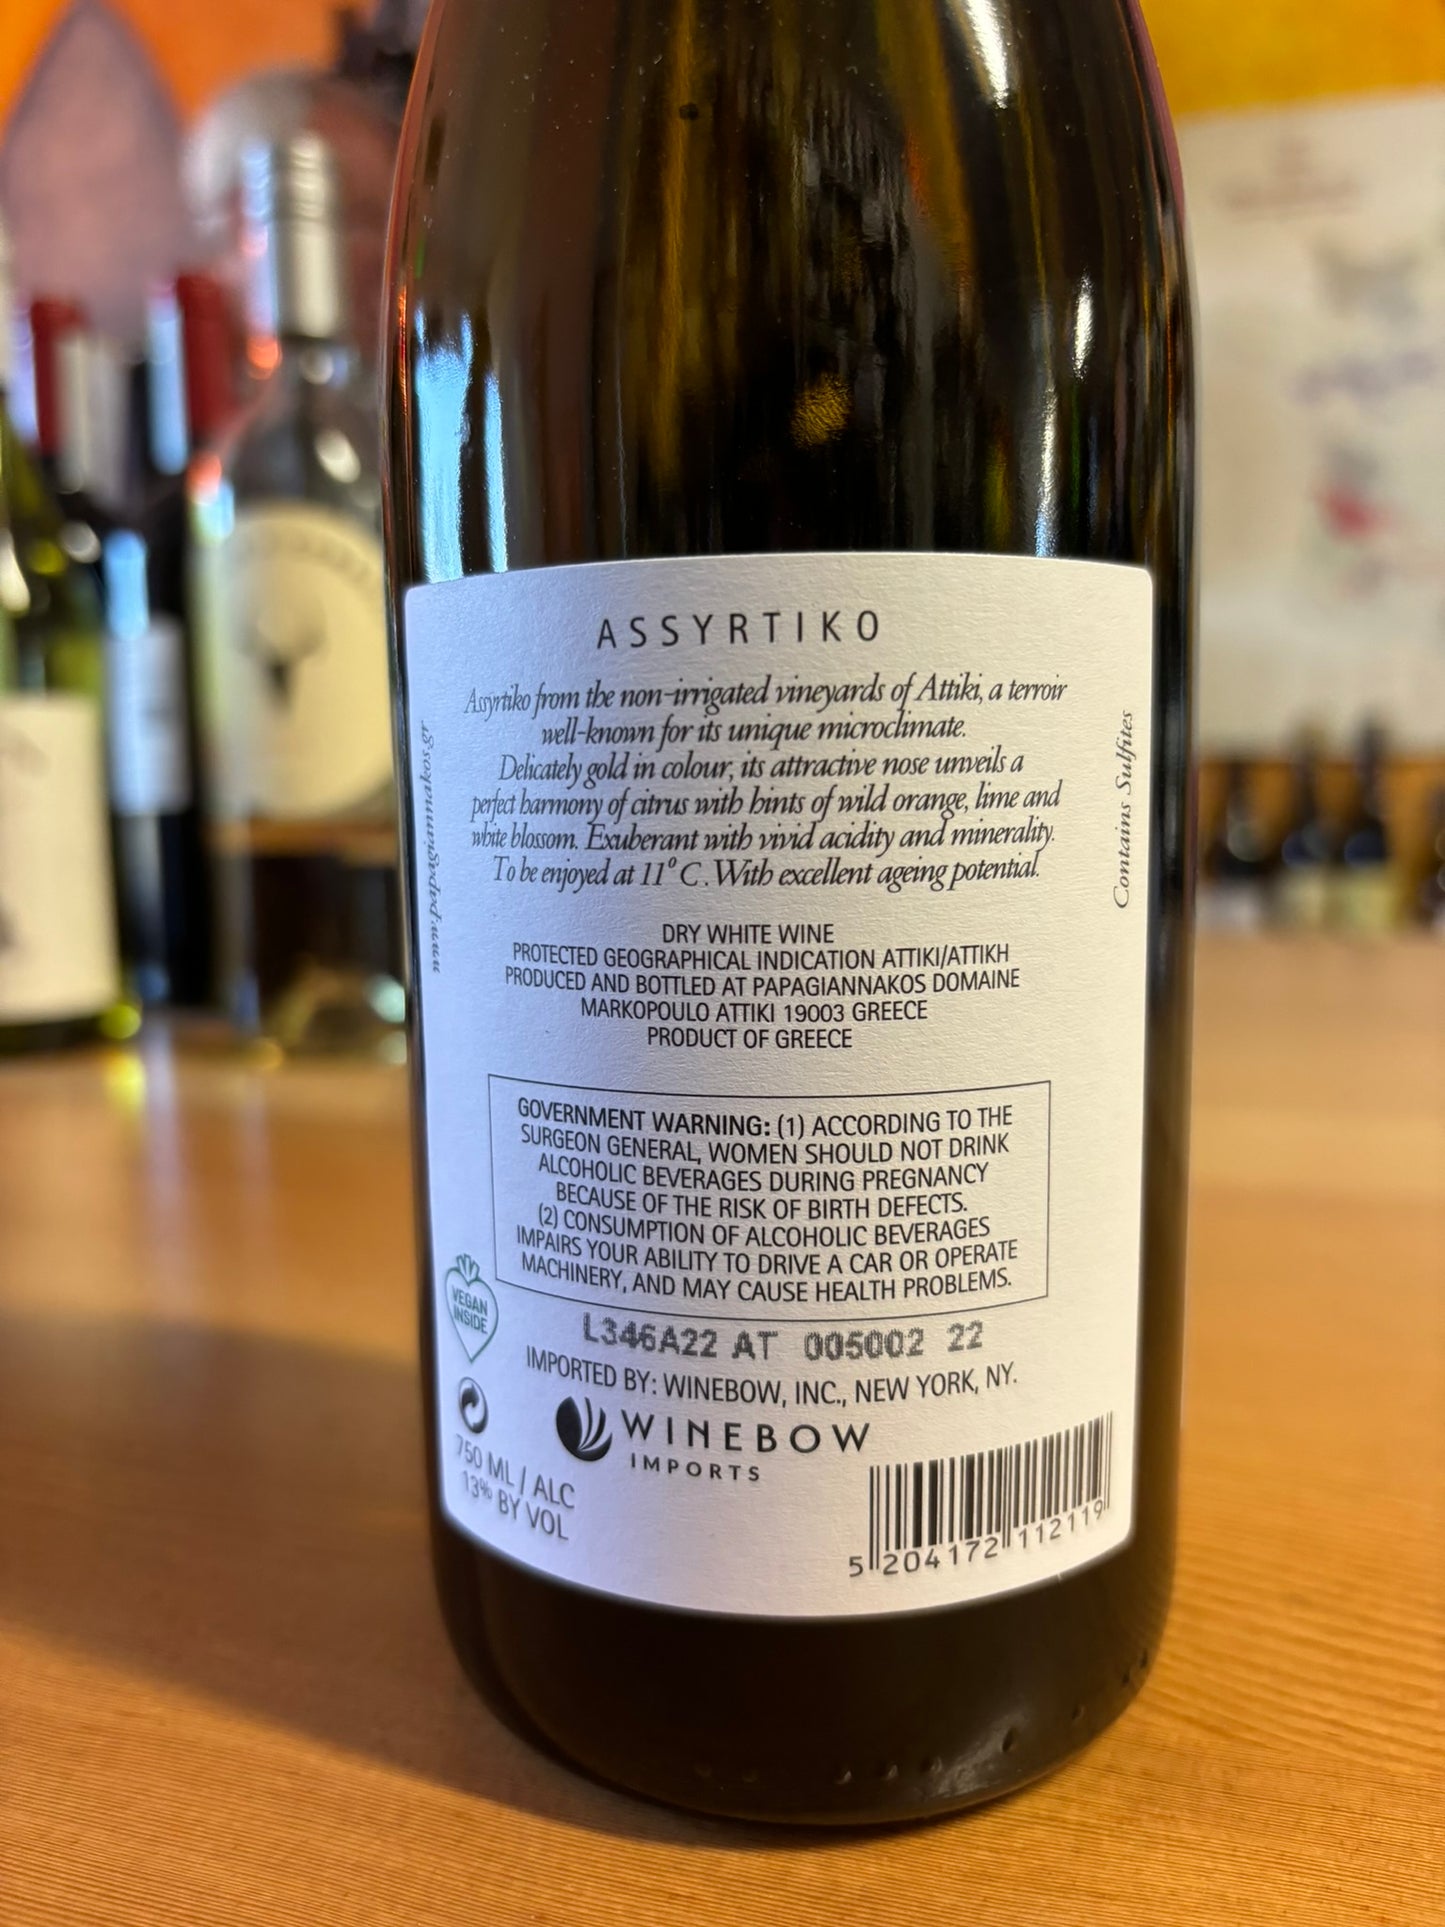 ASSYRTIKO
Assyrtiko from the non-irrigated vineyards of Attiki, a terroir
well-known for its unique microclimate.
Delicately gold in colour, its attractive nose unveils a
perfect harmony of citrus with hints of wild orange, lime and
white blossom. Exuberant with vivid acidity and minerality.
To be enjoyed at 11° C. With excellent ageing potential.
www.papagiannakos.gr
Contains Sulfites
DRY WHITE WINE
PROTECTED GEOGRAPHICAL INDICATION ATTIKI/ATTIKH
PRODUCED AND BOTTLED AT PAPAGIANNAKOS DOMAINE
MARKOPOULO ATTIKI 19003 GREECE
PRODUCT OF GREECE
GOVERNMENT WARNING: (1) ACCORDING TO THE
SURGEON GENERAL, WOMEN SHOULD NOT DRINK
ALCOHOLIC BEVERAGES DURING PREGNANCY
BECAUSE OF THE RISK OF BIRTH DEFECTS.
(2) CONSUMPTION OF ALCOHOLIC BEVERAGES
IMPAIRS YOUR ABILITY TO DRIVE A CAR OR OPERATE
MACHINERY, AND MAY CAUSE HEALTH PROBLEMS.
VEGAN
INSIDE
L346A22 AT 005002 22
IMPORTED BY: WINEBOW, INC., NEW YORK, NY.
WINEBOW
IMPORTS
750 ML / ALC
13% BY VOL
5 204172 112119